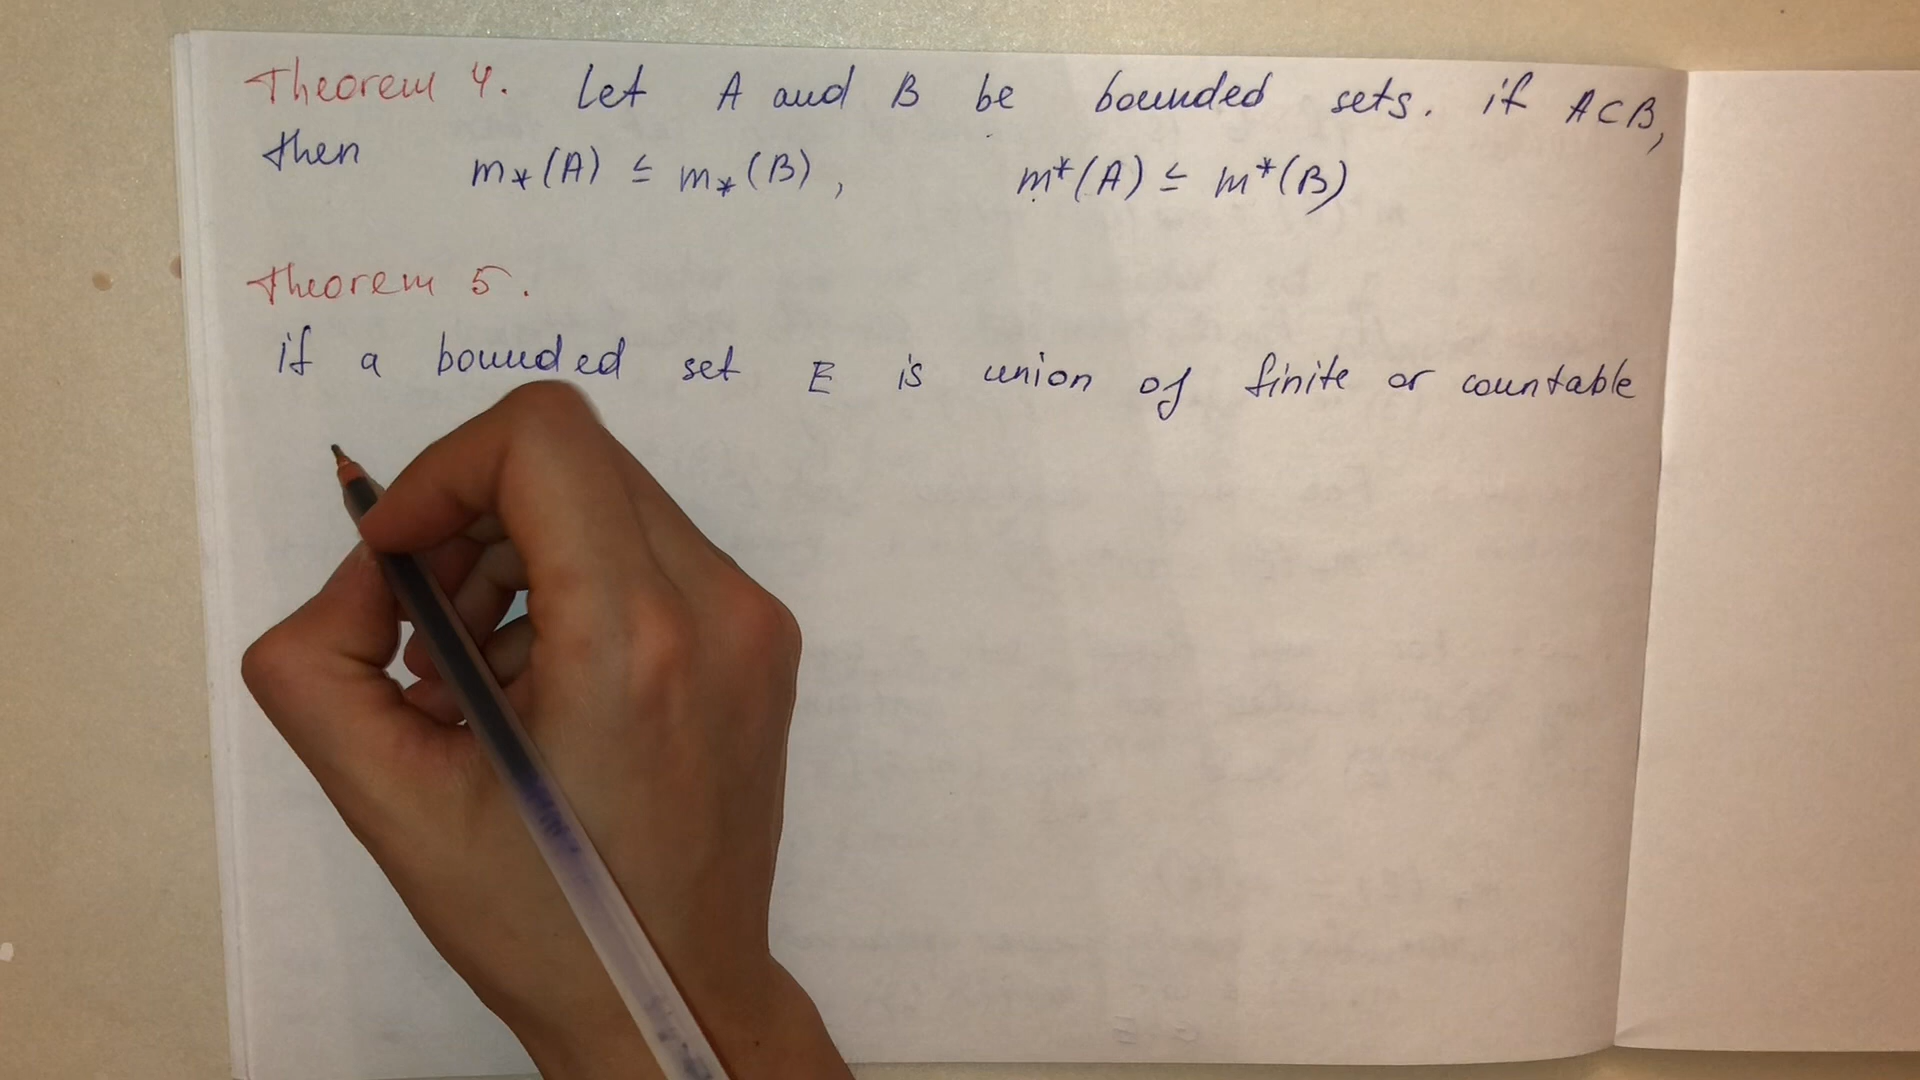 Theorem 4. Let A and B be bounded sets. if A⊂B,
then m⁎(A) ≤ m⁎(B), m*(A) ≤ m*(B)
Theorem 5.
if a bounded set E is union of finite or countable